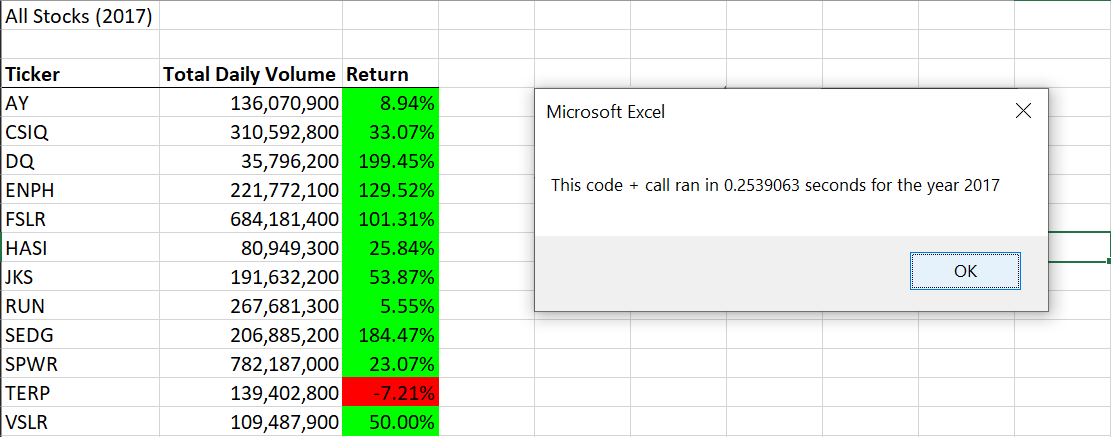 All Stocks (2017)
Ticker Total Daily Volume Return
AY 136,070,900 8.94%
CSIQ 310,592,800 33.07%
DQ 35,796,200 199.45%
ENPH 221,772,100 129.52%
FSLR 684,181,400 101.31%
HASI 80,949,300 25.84%
JKS 191,632,200 53.87%
RUN 267,681,300 5.55%
SEDG 206,885,200 184.47%
SPWR 782,187,000 23.07%
TERP 139,402,800 -7.21%
VSLR 109,487,900 50.00%
Microsoft Excel
This code + call ran in 0.2539063 seconds for the year 2017
OK